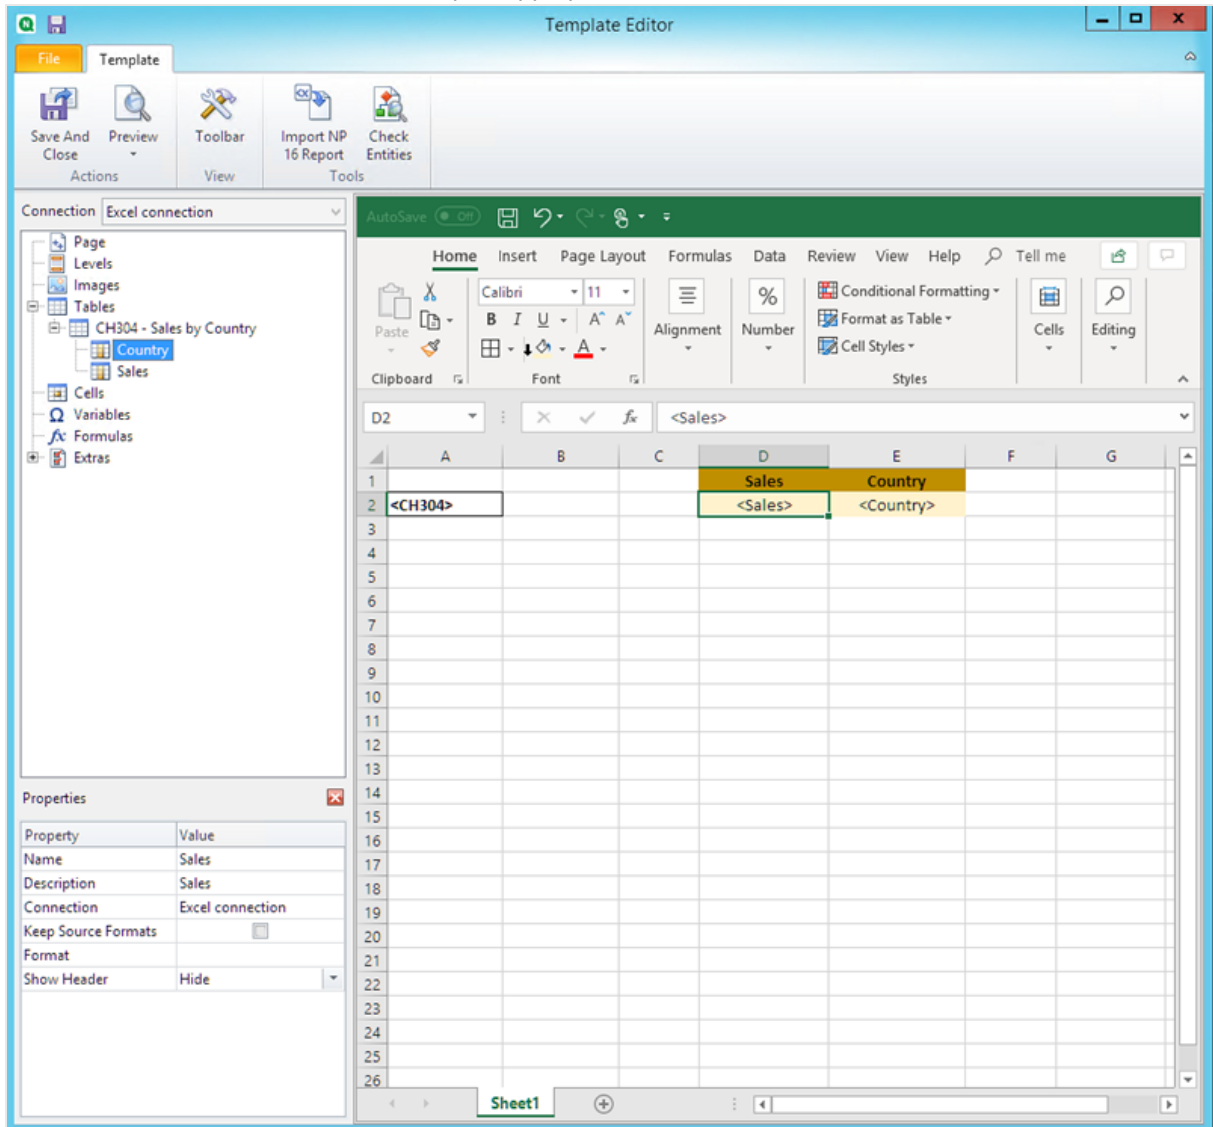 Template Editor
File Template
Save And Close Preview Toolbar Import NP 16 Report Check Entities
Actions View Tools
Connection Excel connection
Page
Levels
Images
Tables
CH304 - Sales by Country
Country
Sales
Cells
Variables
Formulas
Extras
Properties
Property Value
Name Sales
Description Sales
Connection Excel connection
Keep Source Formats
Format
Show Header Hide
AutoSave Off
Home Insert Page Layout Formulas Data Review View Help Tell me
Paste Calibri 11 Alignment % Number Conditional Formatting Cells Editing
B I U A A Format as Table
A Cell Styles
Clipboard Font Styles
D2 fx <Sales>
A B C D E F G
1 Sales Country
2 <CH304> <Sales> <Country>
3
4
5
6
7
8
9
10
11
12
13
14
15
16
17
18
19
20
21
22
23
24
25
26
Sheet1